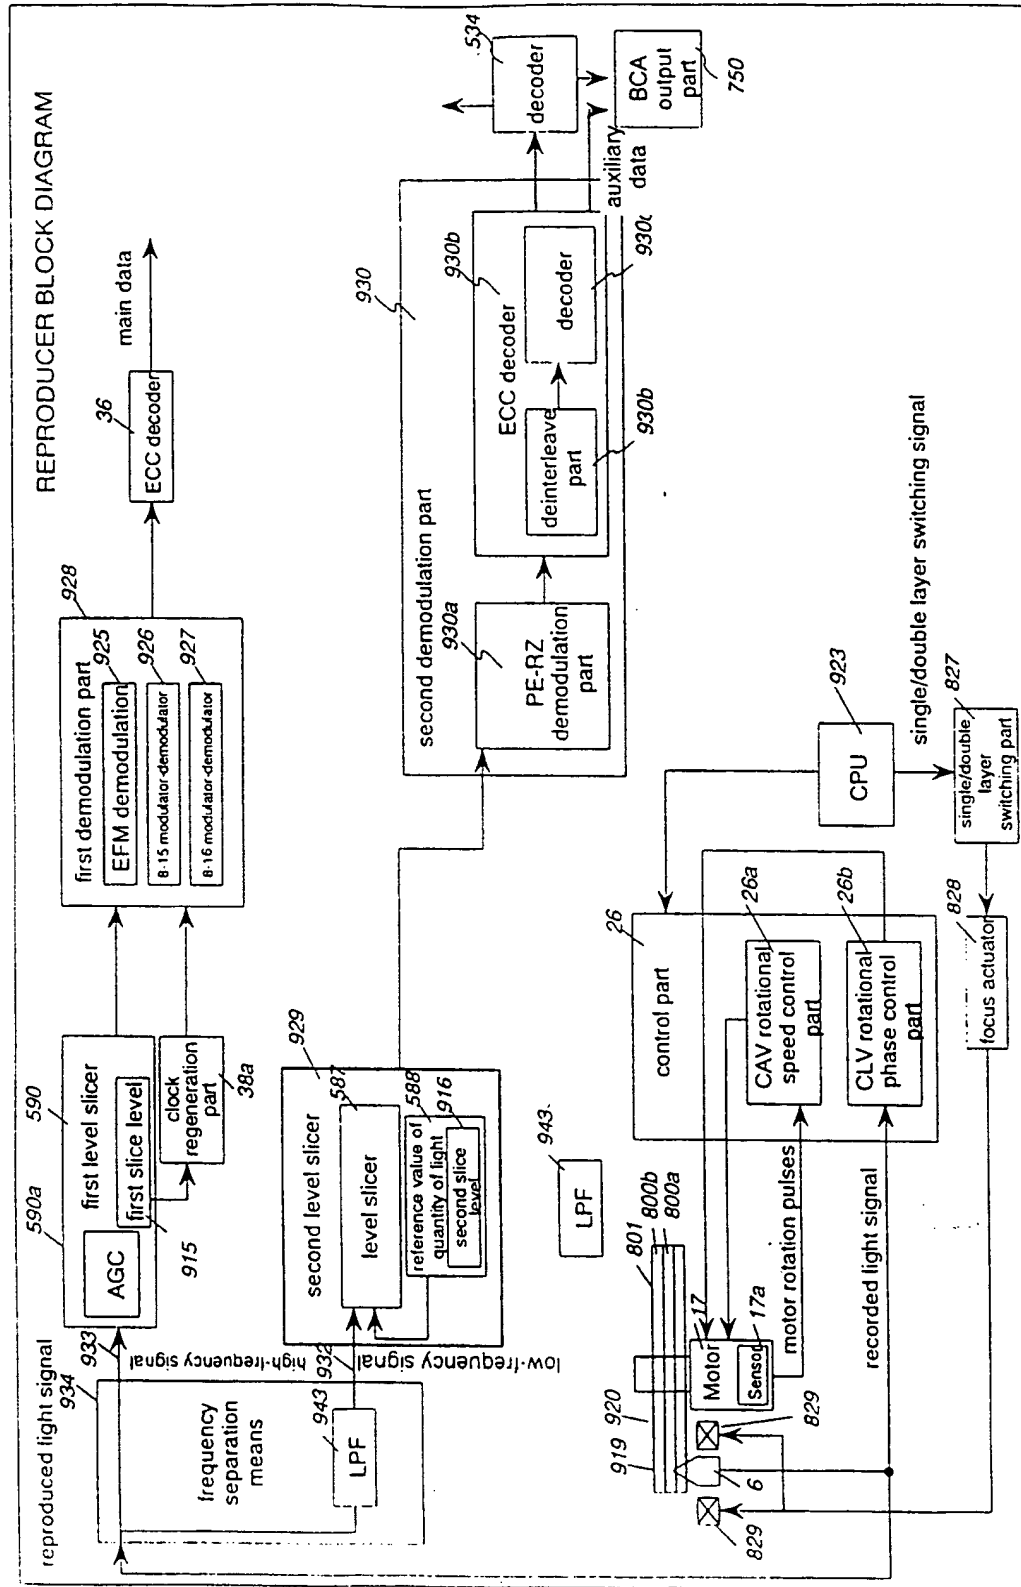 REPRODUCER BLOCK DIAGRAM
reproduced light signal
934
frequency
separation
means
943
LPF
933
high-frequency signal
932
low-frequency signal
590a
590
first level slicer
AGC
first slice level
915
clock
regeneration
part
38a
928
first demodulation part
925
EFM demodulation
926
8-15 modulator-demodulator
927
8-16 modulator-demodulator
36
ECC decoder
main data
929
second level slicer
587
level slicer
588
reference value of
quantity of light
916
second slice
level
930
second demodulation part
930a
PE-RZ
demodulation
part
930b
ECC decoder
deinterleave
part
930b
decoder
930c
auxiliary
data
534
decoder
BCA
output
part
750
943
LPF
919
920
801
800b
800a
17
Motor
17a
Sensor
829
829
6
motor rotation pulses
recorded light signal
26
control part
26a
CAV rotational
speed control
part
26b
CLV rotational
phase control
part
CPU
923
single/double layer switching signal
827
single/double
layer
switching part
828
focus actuator